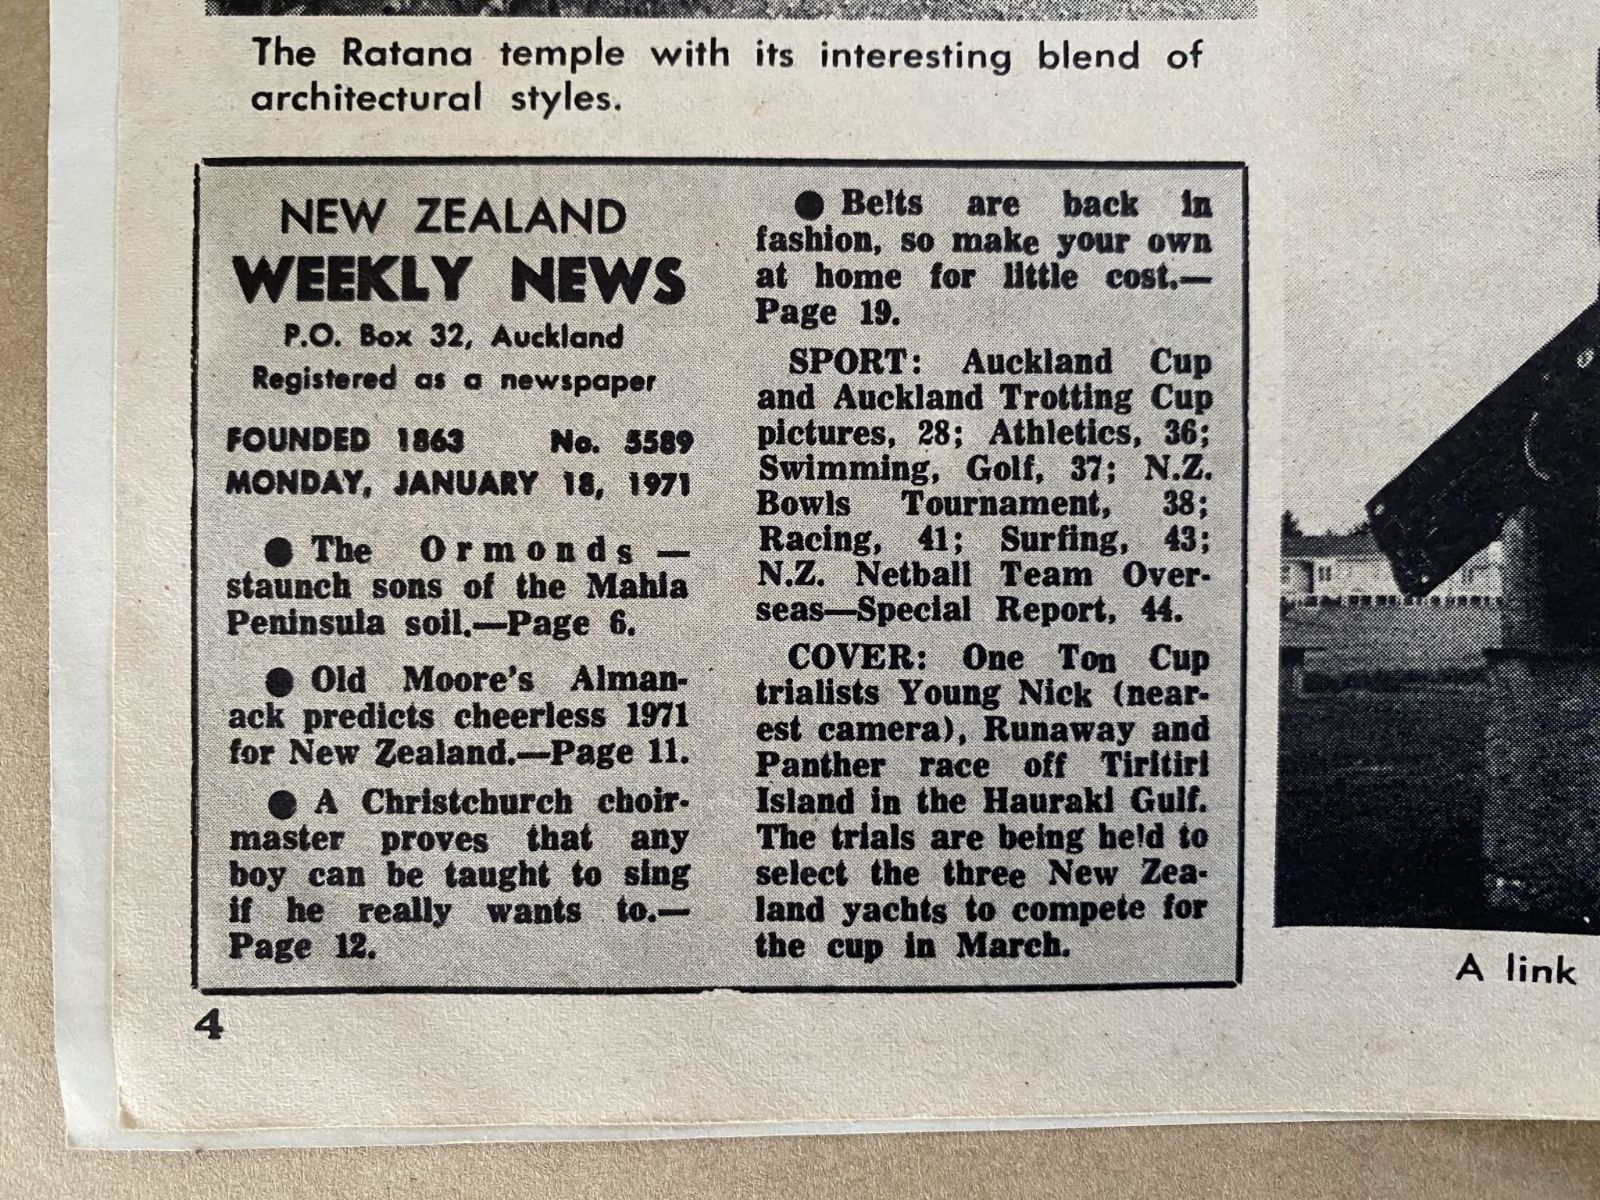 The Ratana temple with its interesting blend of
architectural styles.
NEW ZEALAND
WEEKLY NEWS
P.O. Box 32, Auckland
Registered as a newspaper
FOUNDED 1863 No. 5589
MONDAY, JANUARY 18, 1971
● The Ormonds —
staunch sons of the Mahia
Peninsula soil.—Page 6.
● Old Moore's Alman-
ack predicts cheerless 1971
for New Zealand.—Page 11.
● A Christchurch choir-
master proves that any
boy can be taught to sing
if he really wants to.—
Page 12.
● Belts are back in
fashion, so make your own
at home for little cost.—
Page 19.
SPORT: Auckland Cup
and Auckland Trotting Cup
pictures, 28; Athletics, 36;
Swimming, Golf, 37; N.Z.
Bowls Tournament, 38;
Racing, 41; Surfing, 43;
N.Z. Netball Team Over-
seas—Special Report, 44.
COVER: One Ton Cup
trialists Young Nick (near-
est camera), Runaway and
Panther race off Tiritiri
Island in the Hauraki Gulf.
The trials are being held to
select the three New Zea-
land yachts to compete for
the cup in March.
4
A link